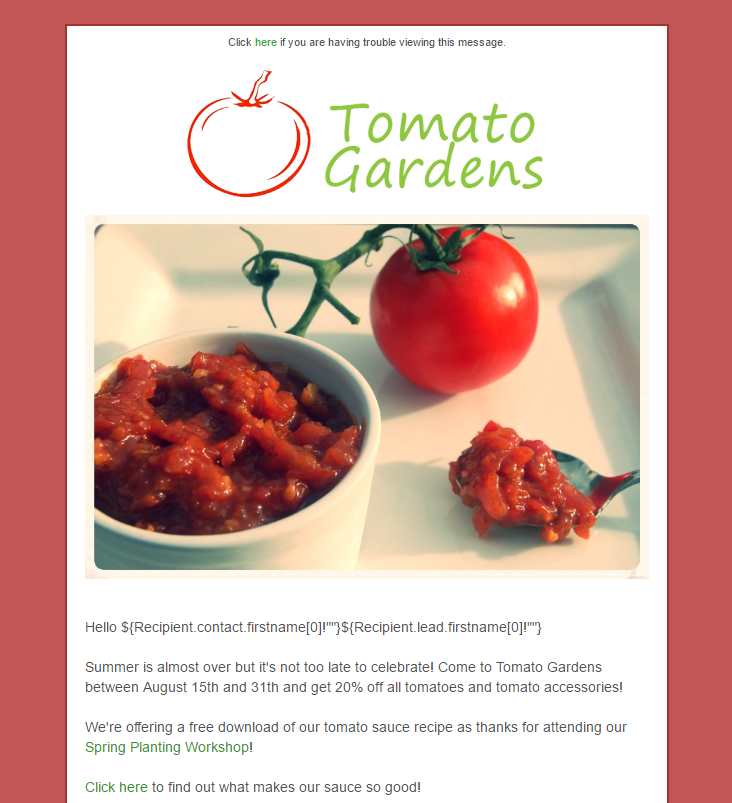 Click here if you are having trouble viewing this message.
Tomato
Gardens
Hello ${Recipient.contact.firstname[0]!""}${Recipient.lead.firstname[0]!""}
Summer is almost over but it's not too late to celebrate! Come to Tomato Gardens
between August 15th and 31th and get 20% off all tomatoes and tomato accessories!
We're offering a free download of our tomato sauce recipe as thanks for attending our
Spring Planting Workshop!
Click here to find out what makes our sauce so good!